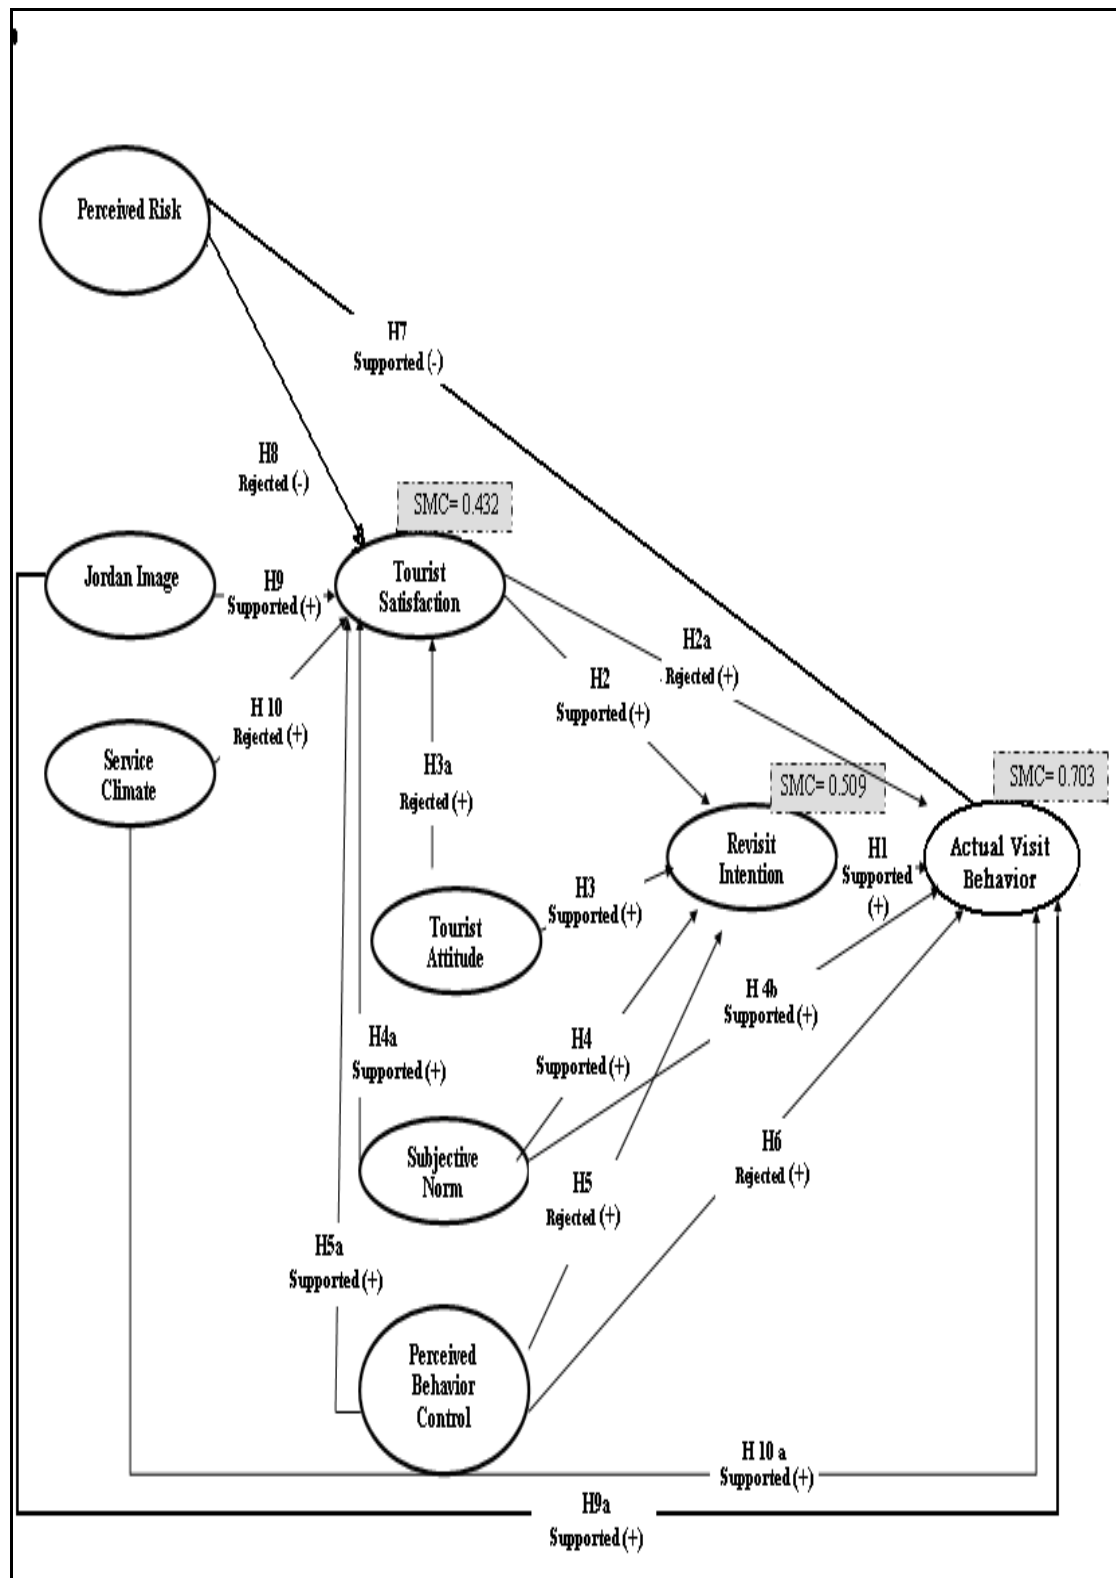 Perceived Risk
H7
Supported (-)
H8
Rejected (-)
SMC= 0.432
Jordan Image
H9
Supported (+)
Tourist
Satisfaction
H2a
Rejected (+)
H2
Supported (+)
H 10
Rejected (+)
Service
Climate
H3a
Rejected (+)
SMC= 0.509
SMC= 0.703
Revisit
Intention
H1
Supported
(+)
Actual Visit
Behavior
H3
Supported (+)
Tourist
Attitude
H 4b
Supported (+)
H4a
Supported (+)
H4
Supported (+)
Subjective
Norm
H5
Rejected (+)
H6
Rejected (+)
H5a
Supported (+)
Perceived
Behavior
Control
H 10 a
Supported (+)
H9a
Supported (+)